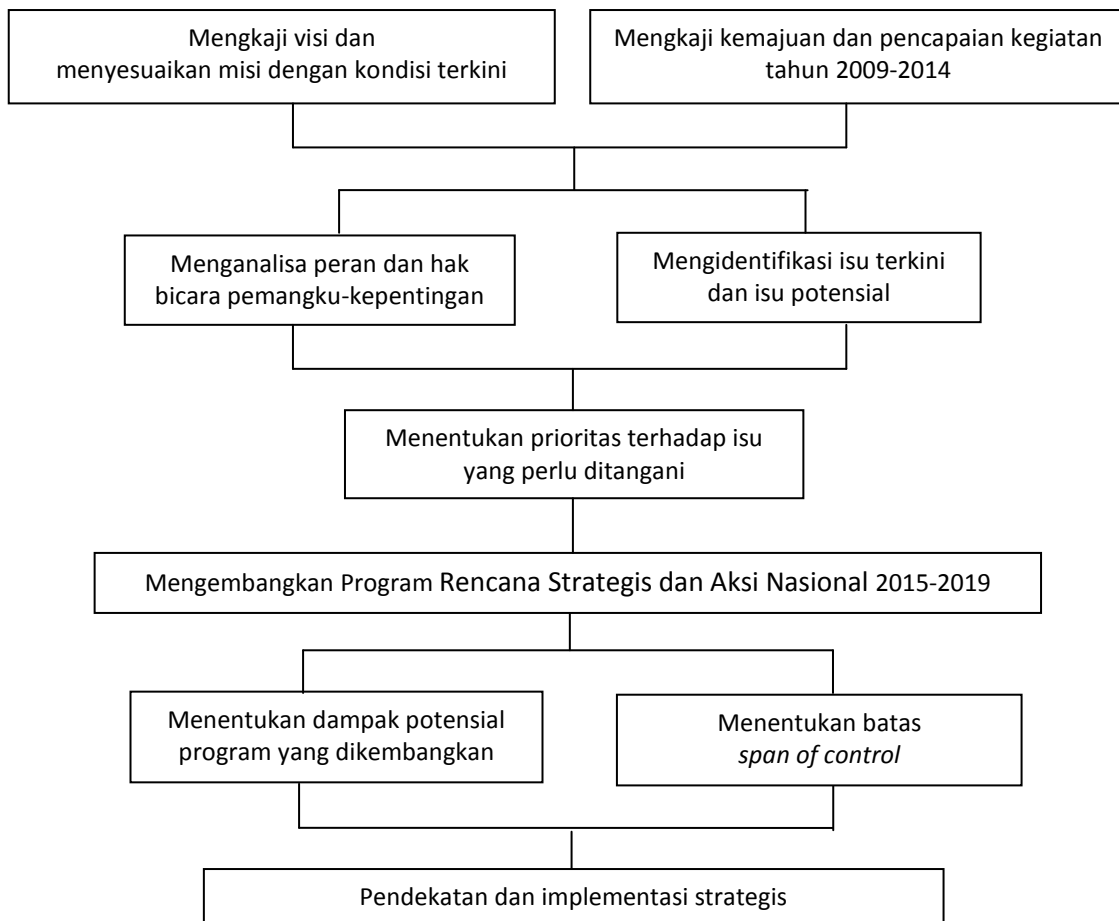 Mengkaji visi dan
menyesuaikan misi dengan kondisi terkini
Mengkaji kemajuan dan pencapaian kegiatan
tahun 2009-2014
Menganalisa peran dan hak
bicara pemangku-kepentingan
Mengidentifikasi isu terkini
dan isu potensial
Menentukan prioritas terhadap isu
yang perlu ditangani
Mengembangkan Program Rencana Strategis dan Aksi Nasional 2015-2019
Menentukan dampak potensial
program yang dikembangkan
Menentukan batas
span of control
Pendekatan dan implementasi strategis